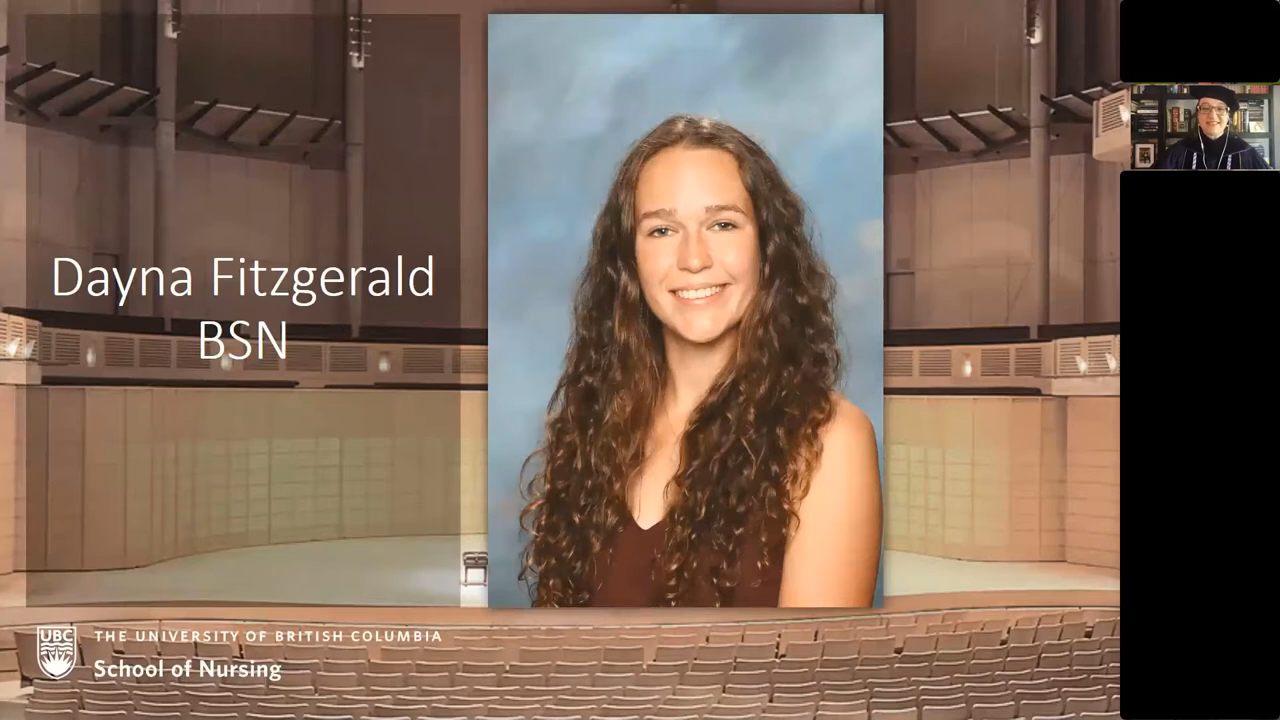 Dayna Fitzgerald
BSN
UBC
THE UNIVERSITY OF BRITISH COLUMBIA
School of Nursing